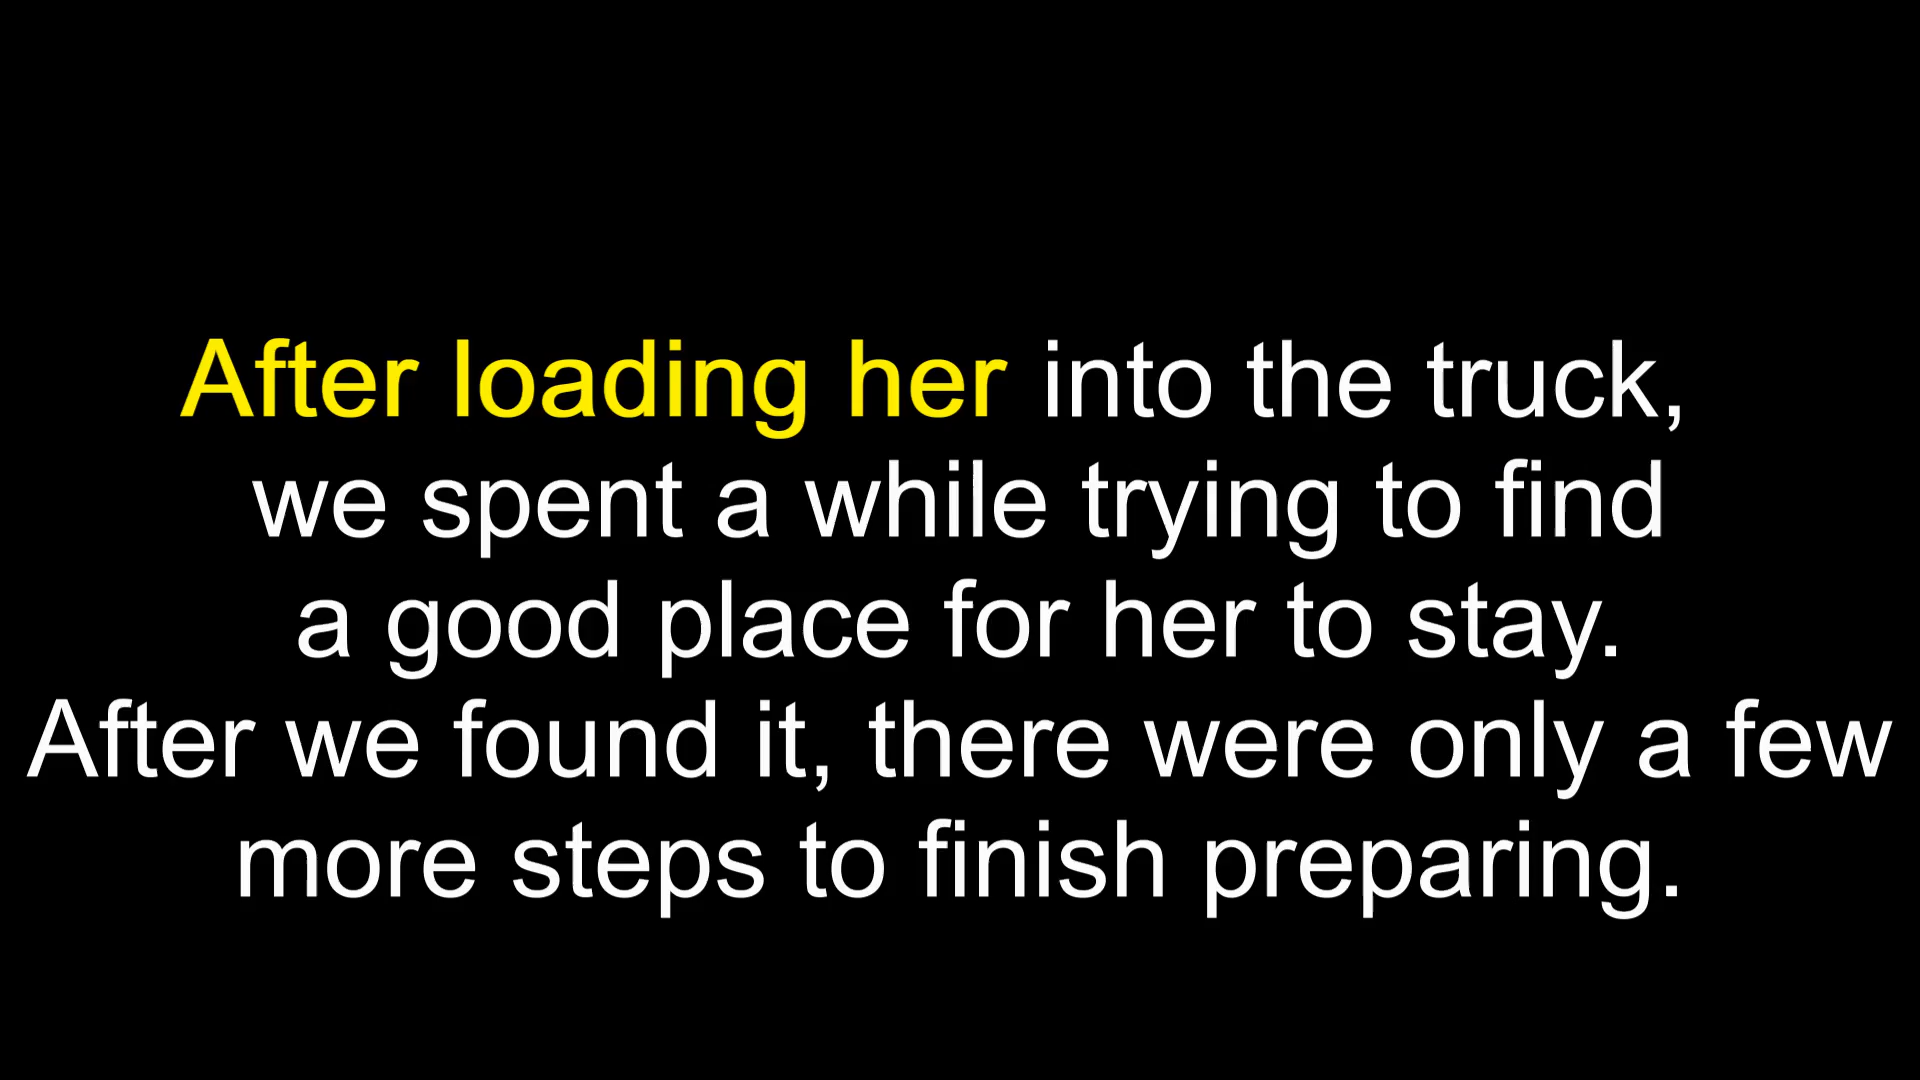 After loading her into the truck,
we spent a while trying to find
a good place for her to stay.
After we found it, there were only a few
more steps to finish preparing.